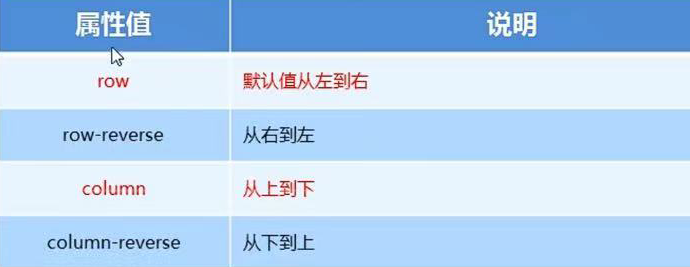 属性值 说明
row 默认值从左到右
row-reverse 从右到左
column 从上到下
column-reverse 从下到上